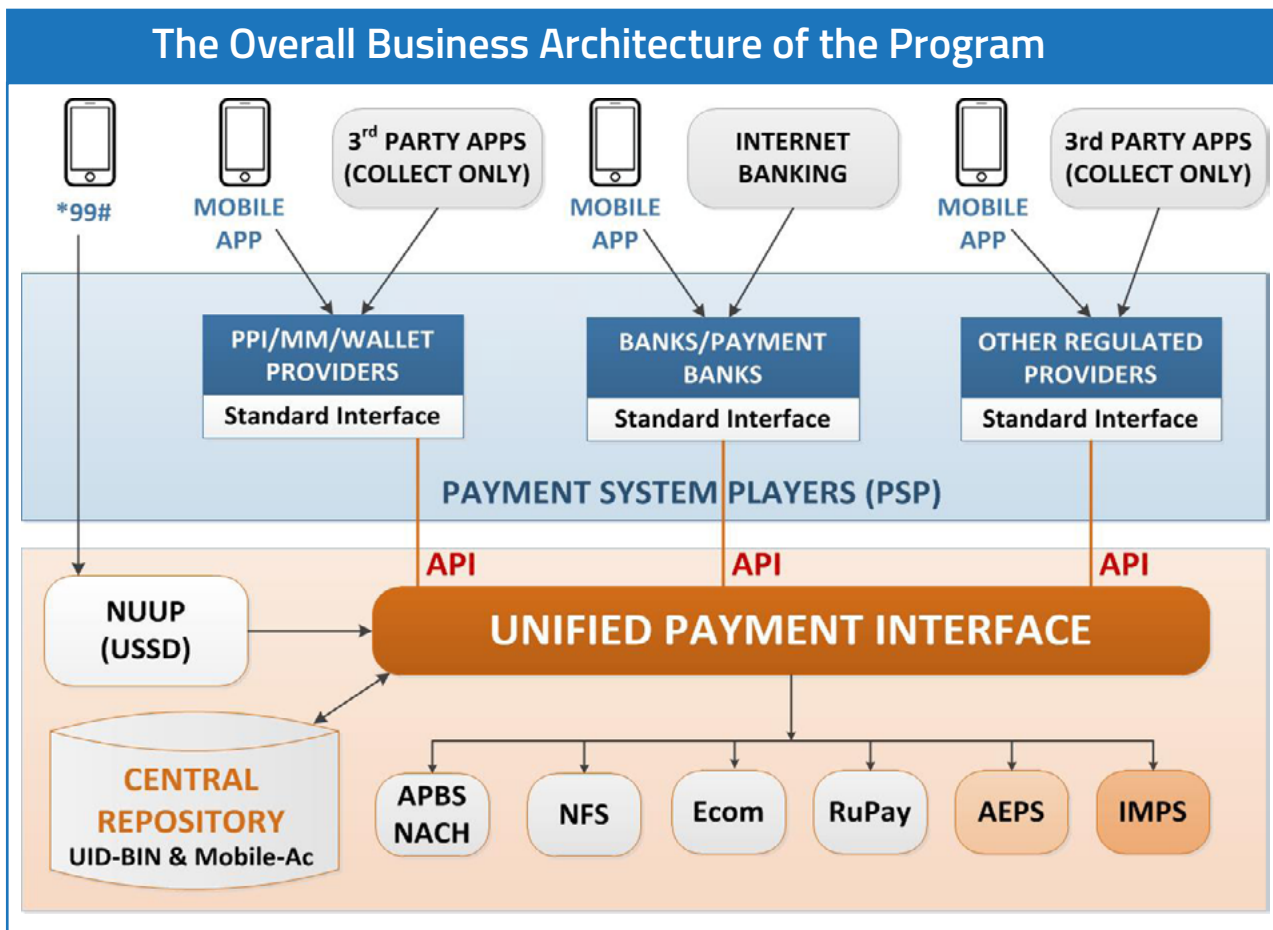 The Overall Business Architecture of the Program
*99#
MOBILE
APP
3rd PARTY APPS
(COLLECT ONLY)
MOBILE
APP
INTERNET
BANKING
MOBILE
APP
3rd PARTY APPS
(COLLECT ONLY)
PPI/MM/WALLET
PROVIDERS
Standard Interface
BANKS/PAYMENT
BANKS
Standard Interface
OTHER REGULATED
PROVIDERS
Standard Interface
PAYMENT SYSTEM PLAYERS (PSP)
API
API
API
NUUP
(USSD)
UNIFIED PAYMENT INTERFACE
CENTRAL
REPOSITORY
UID-BIN & Mobile-Ac
APBS
NACH
NFS
Ecom
RuPay
AEPS
IMPS